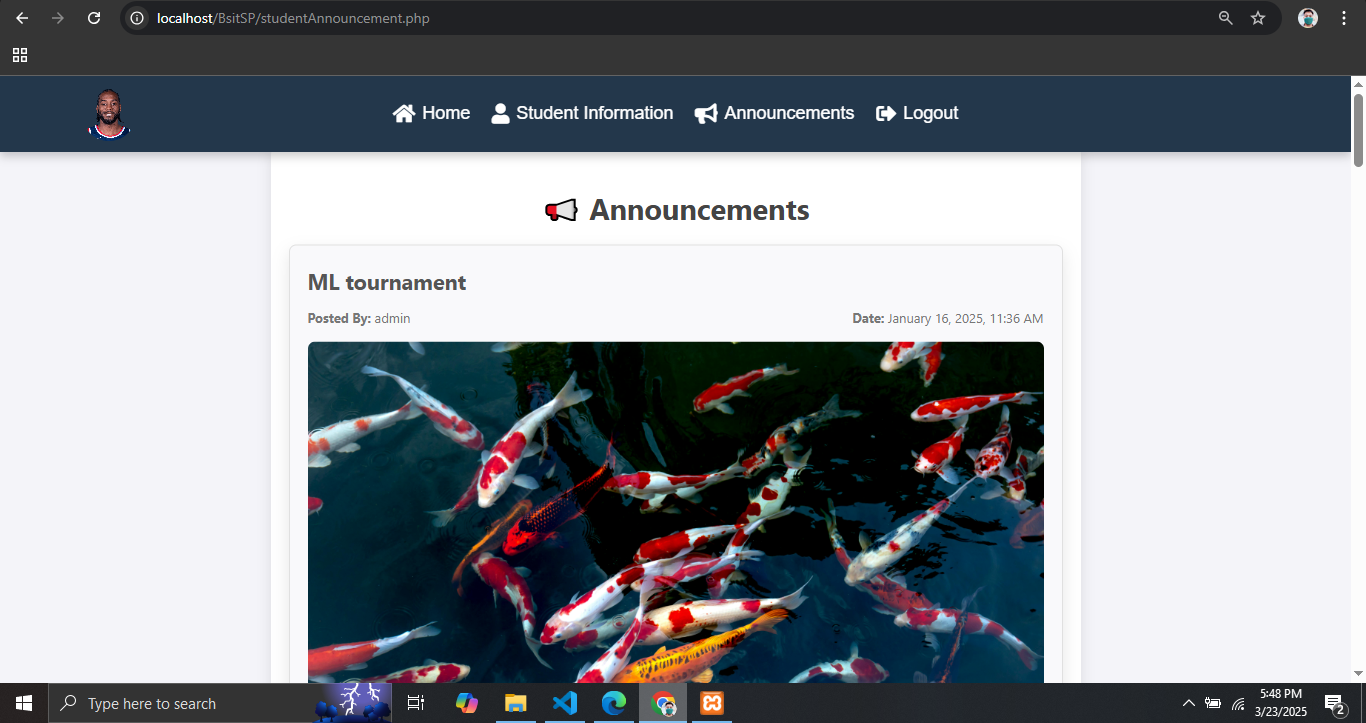 localhost/BsitSP/studentAnnouncement.php
Home Student Information Announcements Logout
Announcements
ML tournament
Posted By: admin Date: January 16, 2025, 11:36 AM
Type here to search
5:48 PM
3/23/2025
2